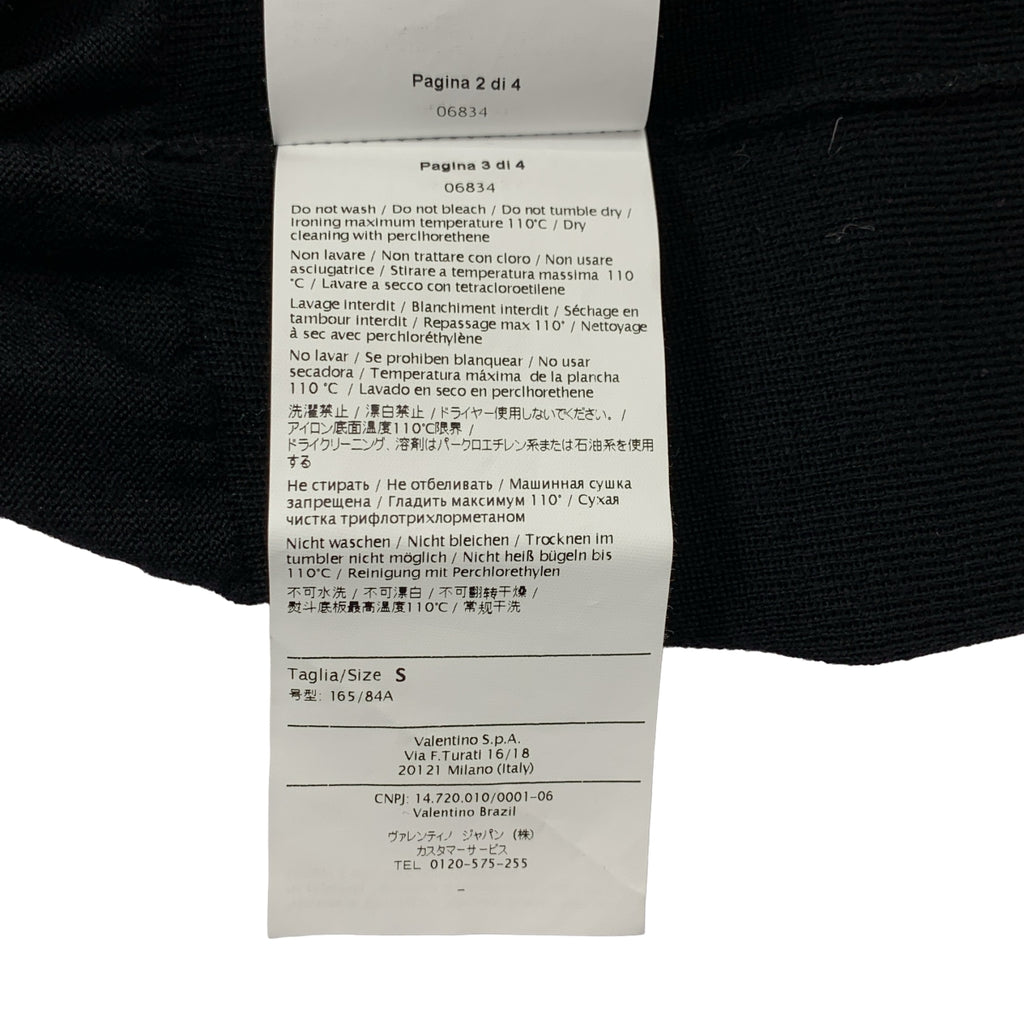 Pagina 2 di 4
06834
Pagina 3 di 4
06834
Do not wash / Do not bleach / Do not tumble dry /
Ironing maximum temperature 110°C / Dry
cleaning with perclhorethene
Non lavare / Non trattare con cloro / Non usare
asciugatrice / Stirare a temperatura massima 110
°C / Lavare a secco con tetracloroetilene
Lavage interdit / Blanchiment interdit / Séchage en
tambour interdit / Repassage max 110° / Nettoyage
à sec avec perchloréthylène
No lavar / Se prohiben blanquear / No usar
secadora / Temperatura máxima de la plancha
110 °C / Lavado en seco en perclhorethene
洗濯禁止 / 漂白禁止 / ドライヤー使用しないでください。 /
アイロン底面温度110℃限界 /
ドライクリーニング、溶剤はパークロエチレン系または石油系を使用
する
Не стирать / Не отбеливать / Машинная сушка
запрещена / Гладить максимум 110° / Сухая
чистка трифлотрихлорметаном
Nicht waschen / Nicht bleichen / Trocknen im
tumbler nicht möglich / Nicht heiß bügeln bis
110°C / Reinigung mit Perchlorethylen
不可水洗 / 不可漂白 / 不可翻转干燥 /
熨斗底板最高温度110℃ / 常规干洗
Taglia/Size S
号型: 165/84A
Valentino S.p.A.
Via F.Turati 16/18
20121 Milano (Italy)
CNPJ: 14.720.010/0001-06
Valentino Brazil
ヴァレンティノ ジャパン (株)
カスタマーサービス
TEL 0120-575-255
-